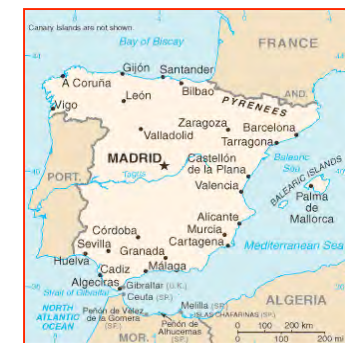 Canary Islands are not shown.
Bay of Biscay
FRANCE
Gijón
Santander
A Coruña
Bilbao
AND.
León
PYRENEES
Vigo
Zaragoza
Barcelona
Valladolid
Tarragona
MADRID
Castellón
de la Plana
Balearic
Sea
BALEARIC ISLANDS
PORT.
Tagus
Valencia
Palma
de
Mallorca
Alicante
Murcia
Córdoba
Cartagena
Sevilla
Mediterranean Sea
Granada
Huelva
Málaga
Cadiz
Algeciras
Gibraltar (U.K.)
Strait of Gibraltar
Ceuta (SP.)
ALGERIA
Melilla (SP.)
ISLAS CHAFARINAS (SP.)
NORTH
ATLANTIC
OCEAN
Peñón de Vélez
de la Gomera
(SP.)
Peñón de
Alhucemas
(SP.)
MOR.
0 100 200 km
0 100 200 mi
44
44
40
40